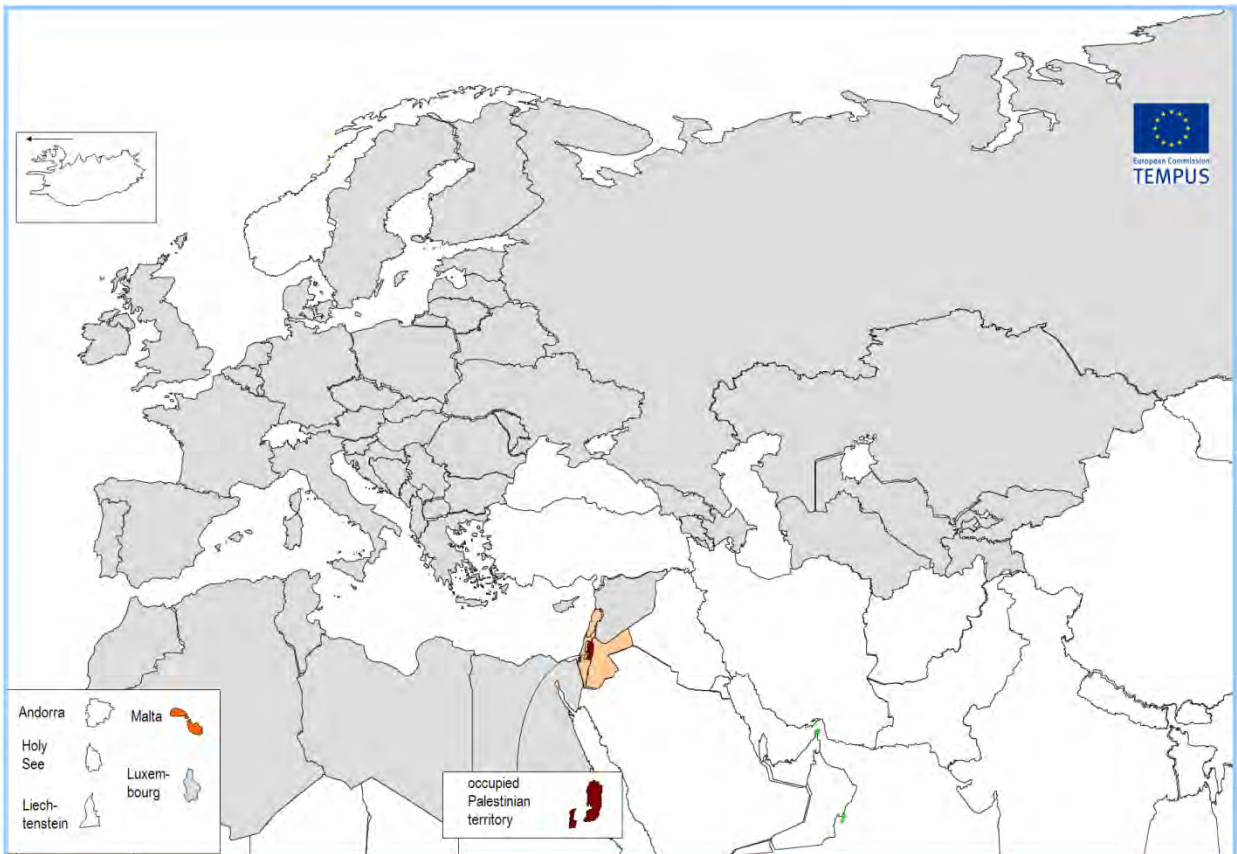 European Commission
TEMPUS
Andorra
Malta
Holy
See
Luxem-
bourg
Liech-
tenstein
occupied
Palestinian
territory